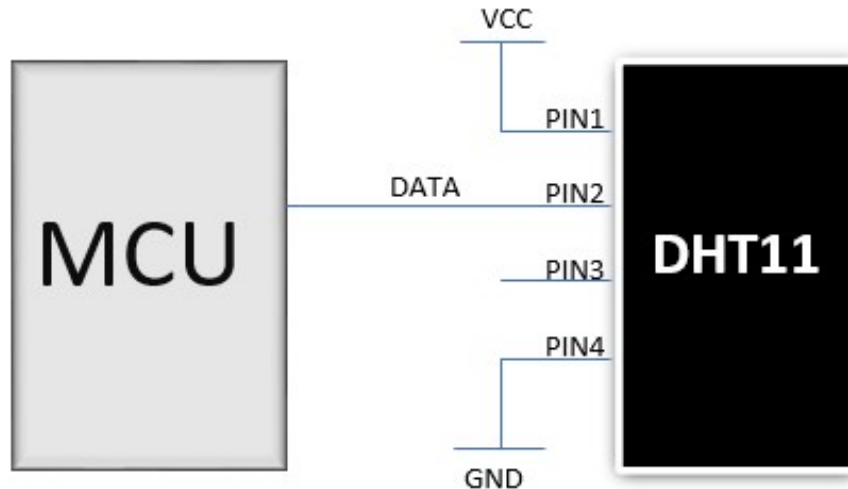 VCC
PIN1
DATA
PIN2
MCU
DHT11
PIN3
PIN4
GND